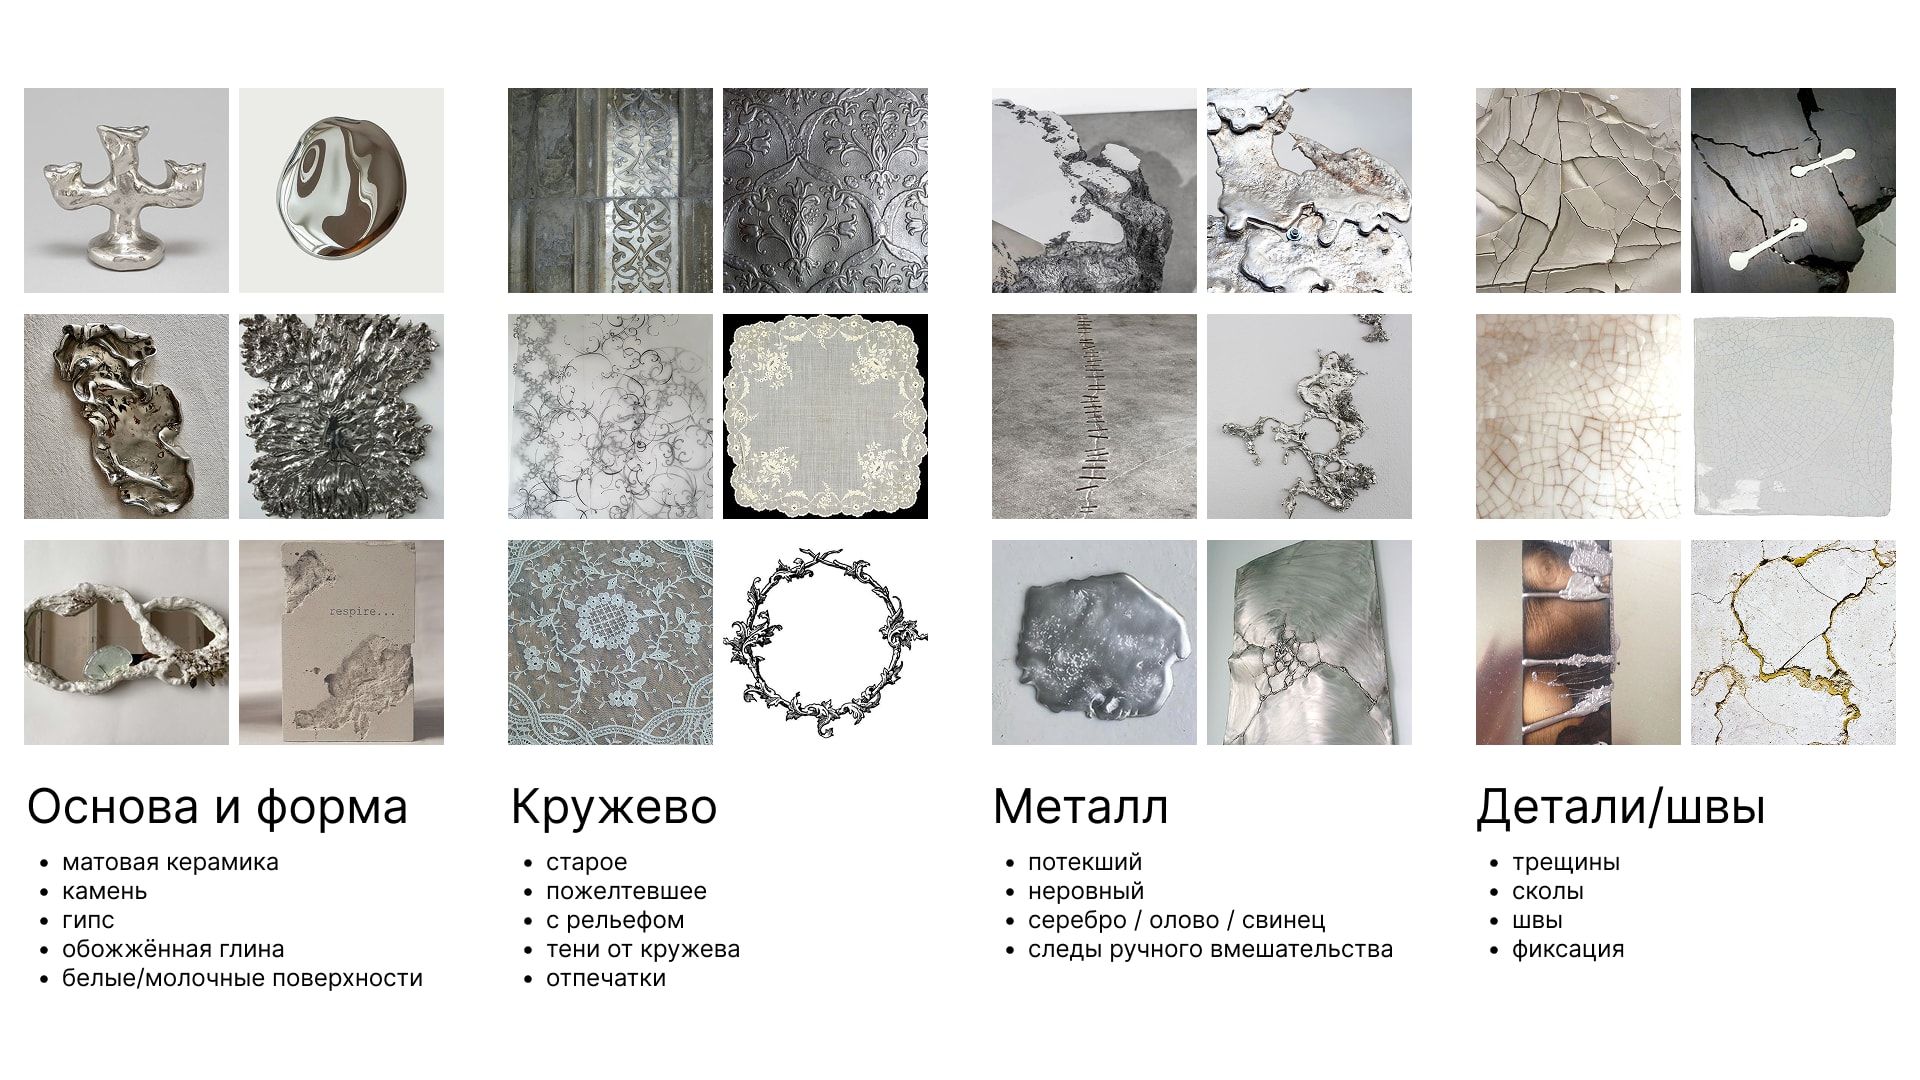 respire...
Основа и форма
• матовая керамика
• камень
• гипс
• обожжённая глина
• белые/молочные поверхности
Кружево
• старое
• пожелтевшее
• с рельефом
• тени от кружева
• отпечатки
Металл
• потекший
• неровный
• серебро / олово / свинец
• следы ручного вмешательства
Детали/швы
• трещины
• сколы
• швы
• фиксация